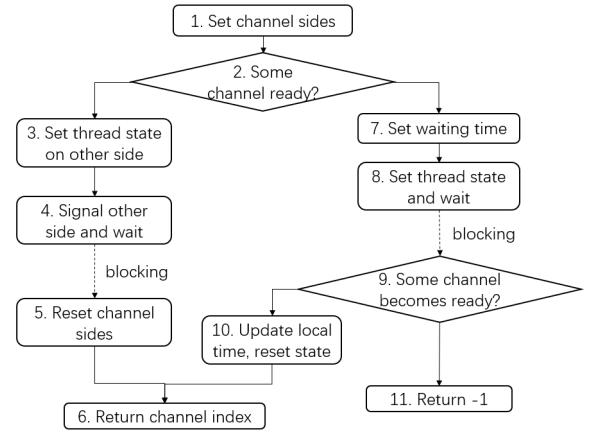 1. Set channel sides
2. Some
channel ready?
3. Set thread state
on other side
7. Set waiting time
8. Set thread state
and wait
4. Signal other
side and wait
blocking
blocking
9. Some channel
becomes ready?
5. Reset channel
sides
10. Update local
time, reset state
11. Return -1
6. Return channel index